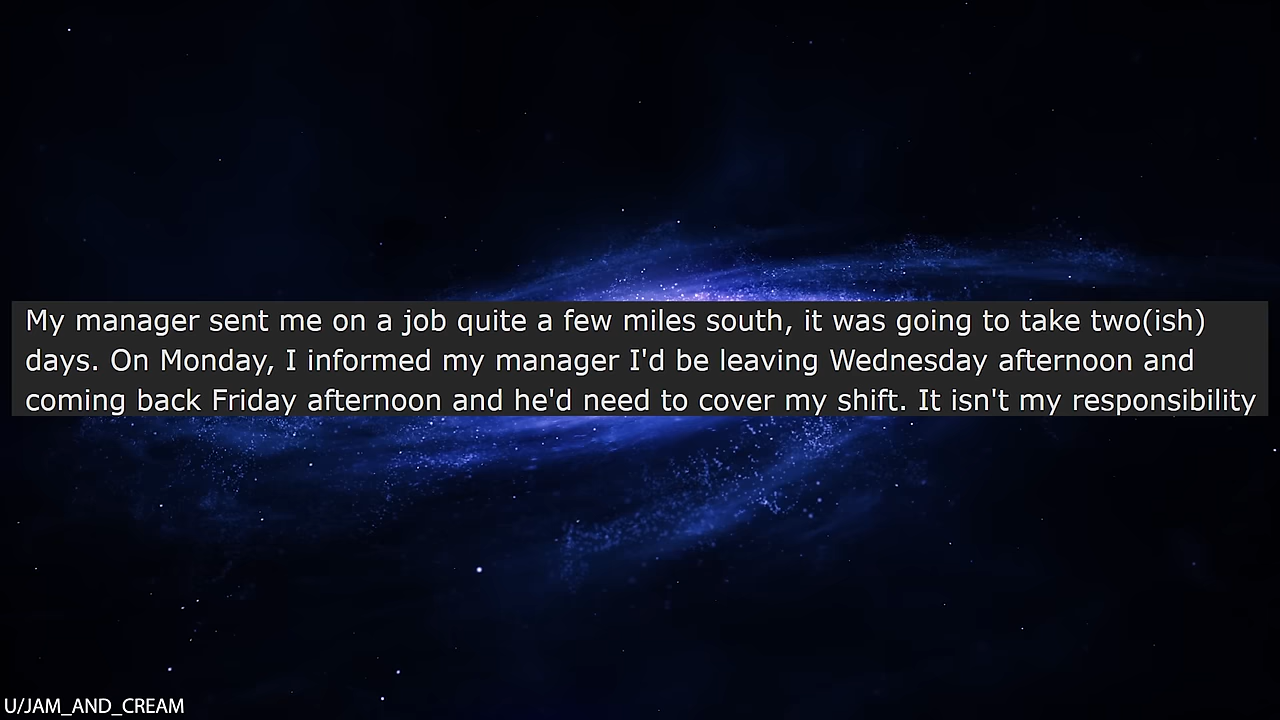 My manager sent me on a job quite a few miles south, it was going to take two(ish)
days. On Monday, I informed my manager I'd be leaving Wednesday afternoon and
coming back Friday afternoon and he'd need to cover my shift. It isn't my responsibility
U/JAM_AND_CREAM